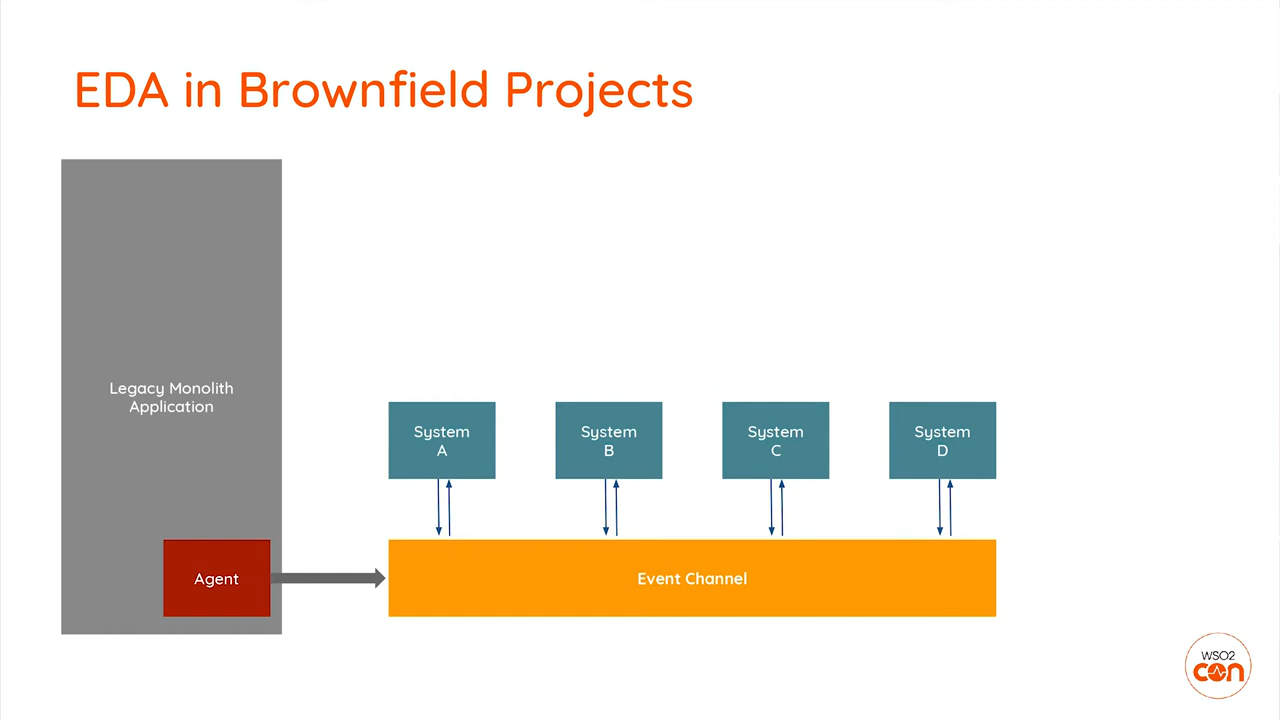 EDA in Brownfield Projects
Legacy Monolith
Application
System
A
System
B
System
C
System
D
Agent
Event Channel
WSO2
con